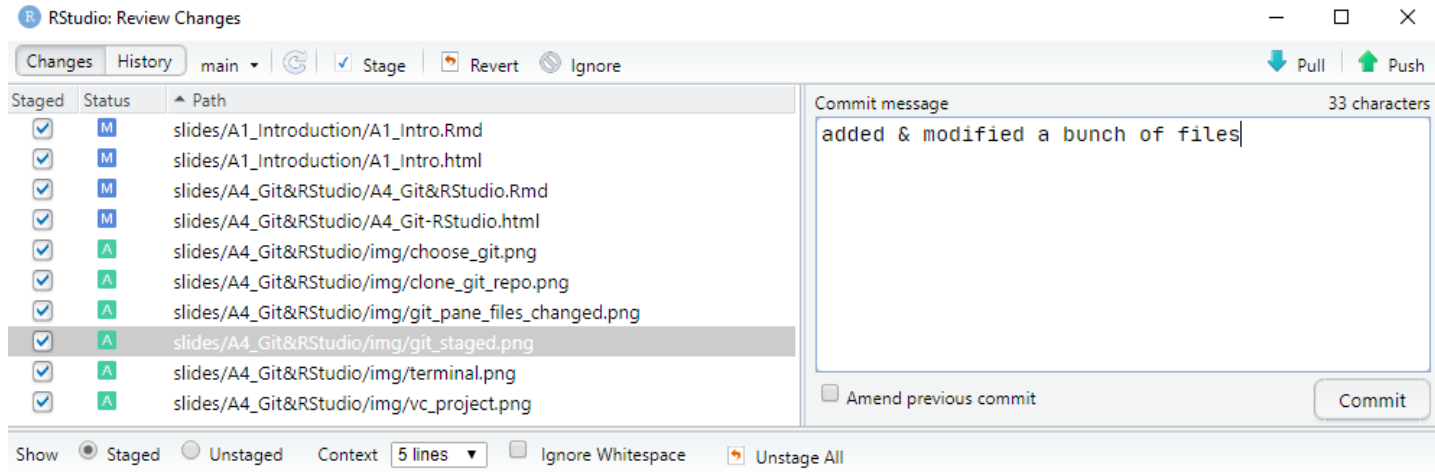 R RStudio: Review Changes
Changes History main Stage Revert Ignore Pull Push
Staged Status Path
M slides/A1_Introduction/A1_Intro.Rmd
M slides/A1_Introduction/A1_Intro.html
M slides/A4_Git&RStudio/A4_Git&RStudio.Rmd
M slides/A4_Git&RStudio/A4_Git-RStudio.html
A slides/A4_Git&RStudio/img/choose_git.png
A slides/A4_Git&RStudio/img/clone_git_repo.png
A slides/A4_Git&RStudio/img/git_pane_files_changed.png
A slides/A4_Git&RStudio/img/git_staged.png
A slides/A4_Git&RStudio/img/terminal.png
A slides/A4_Git&RStudio/img/vc_project.png
Commit message 33 characters
added & modified a bunch of files
Amend previous commit Commit
Show Staged Unstaged Context 5 lines Ignore Whitespace Unstage All